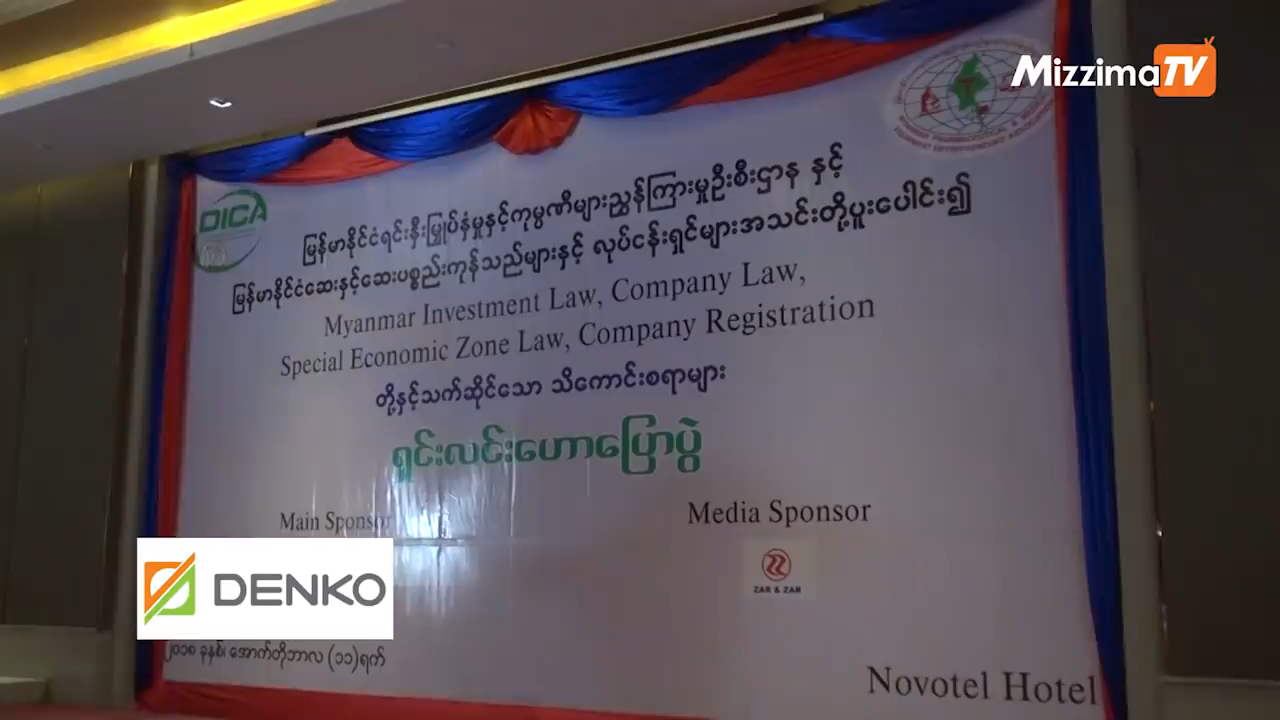 Mizzima TV
DICA
မြန်မာနိုင်ငံရင်းနှီးမြှုပ်နှံမှုနှင့်ကုမ္ပဏီများညွှန်ကြားမှုဦးစီးဌာန နှင့်
မြန်မာနိုင်ငံဆေးနှင့်ဆေးပစ္စည်းကုန်သည်များနှင့် လုပ်ငန်းရှင်များအသင်းတို့ပူးပေါင်း၍
Myanmar Investment Law, Company Law,
Special Economic Zone Law, Company Registration
တို့နှင့်သက်ဆိုင်သော သိကောင်းစရာများ
ရှင်းလင်းဟောပြောပွဲ
Main Sponsor
Media Sponsor
DENKO
ZAR & ZAR
၂၀၁၈ ခုနှစ်၊ အောက်တိုဘာလ (၁၁)ရက်
Novotel Hotel